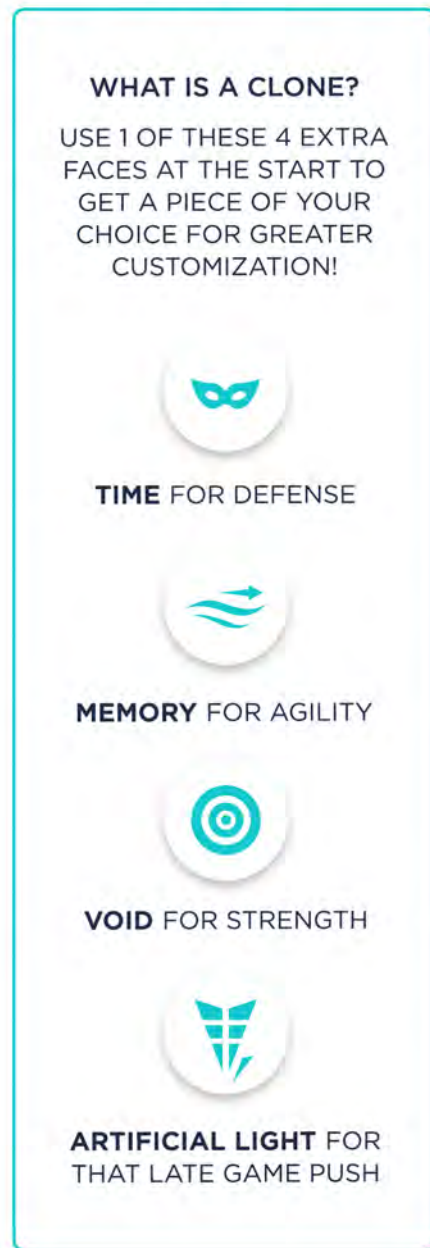 WHAT IS A CLONE?
USE 1 OF THESE 4 EXTRA
FACES AT THE START TO
GET A PIECE OF YOUR
CHOICE FOR GREATER
CUSTOMIZATION!
TIME FOR DEFENSE
MEMORY FOR AGILITY
VOID FOR STRENGTH
ARTIFICIAL LIGHT FOR
THAT LATE GAME PUSH